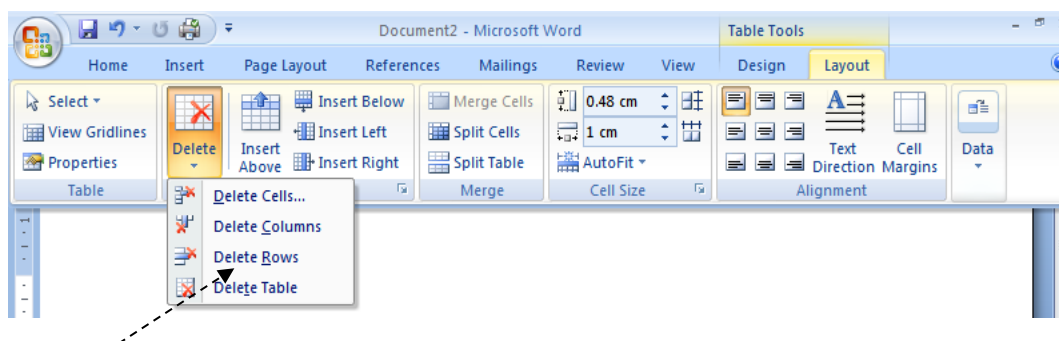 Document2 - Microsoft Word
Table Tools
Home Insert Page Layout References Mailings Review View Design Layout
Select
View Gridlines
Properties
Table
Delete
Insert
Above
Insert Below
Insert Left
Insert Right
Merge Cells
Split Cells
Split Table
Merge
0.48 cm
1 cm
AutoFit
Cell Size
Text
Direction
Cell
Margins
Alignment
Data
Delete Cells...
Delete Columns
Delete Rows
Delete Table
1